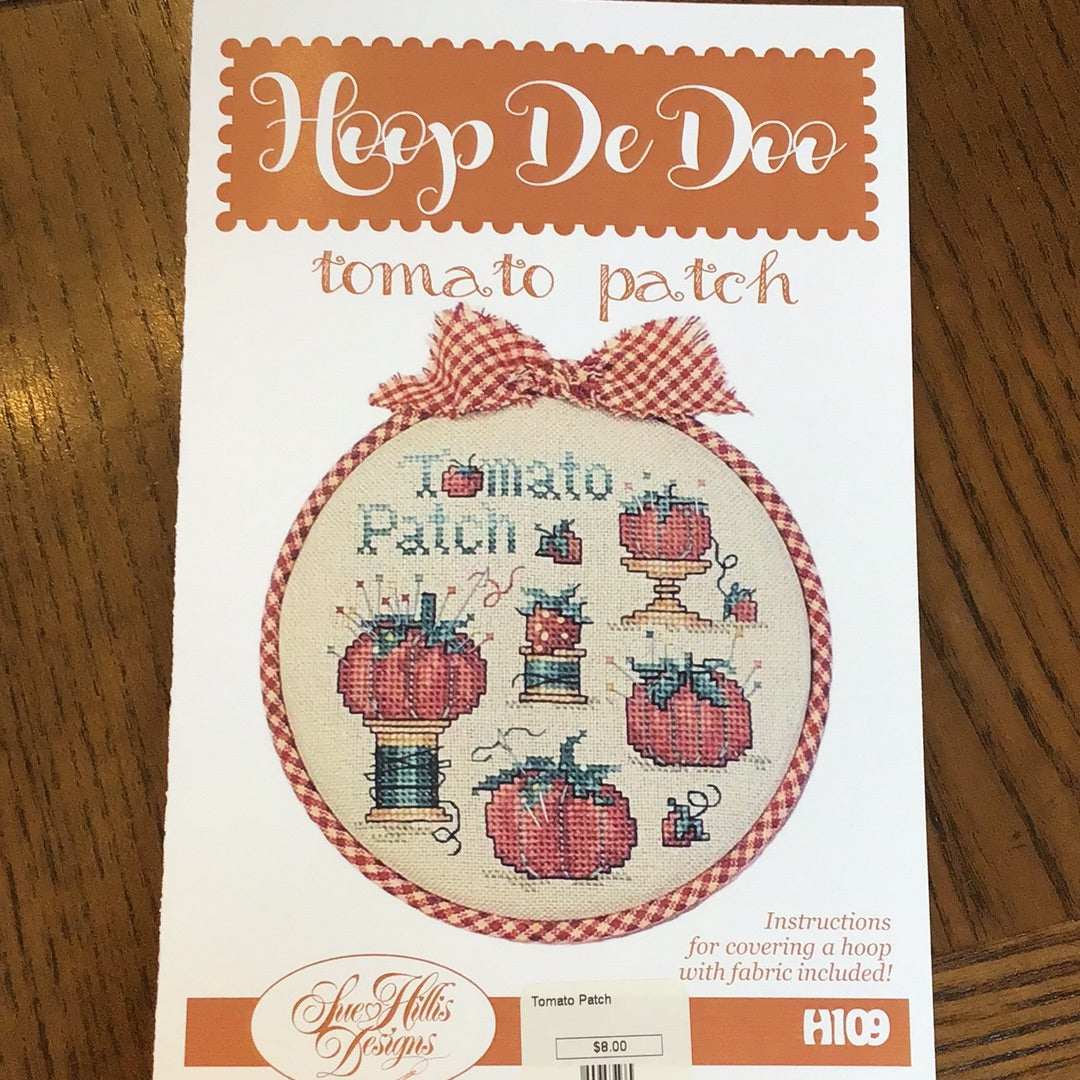 Hoop De Doo
tomato patch
Tomato
Patch
Instructions
for covering a hoop
with fabric included!
Sue Hillis
Designs
Tomato Patch
$8.00
H109